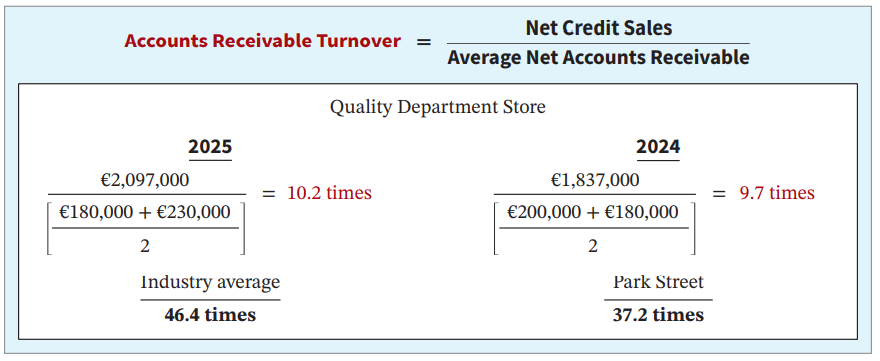 Accounts Receivable Turnover = Net Credit Sales / Average Net Accounts Receivable
Quality Department Store
2025
€2,097,000
[€180,000 + €230,000 / 2] = 10.2 times
2024
€1,837,000
[€200,000 + €180,000 / 2] = 9.7 times
Industry average
46.4 times
Park Street
37.2 times